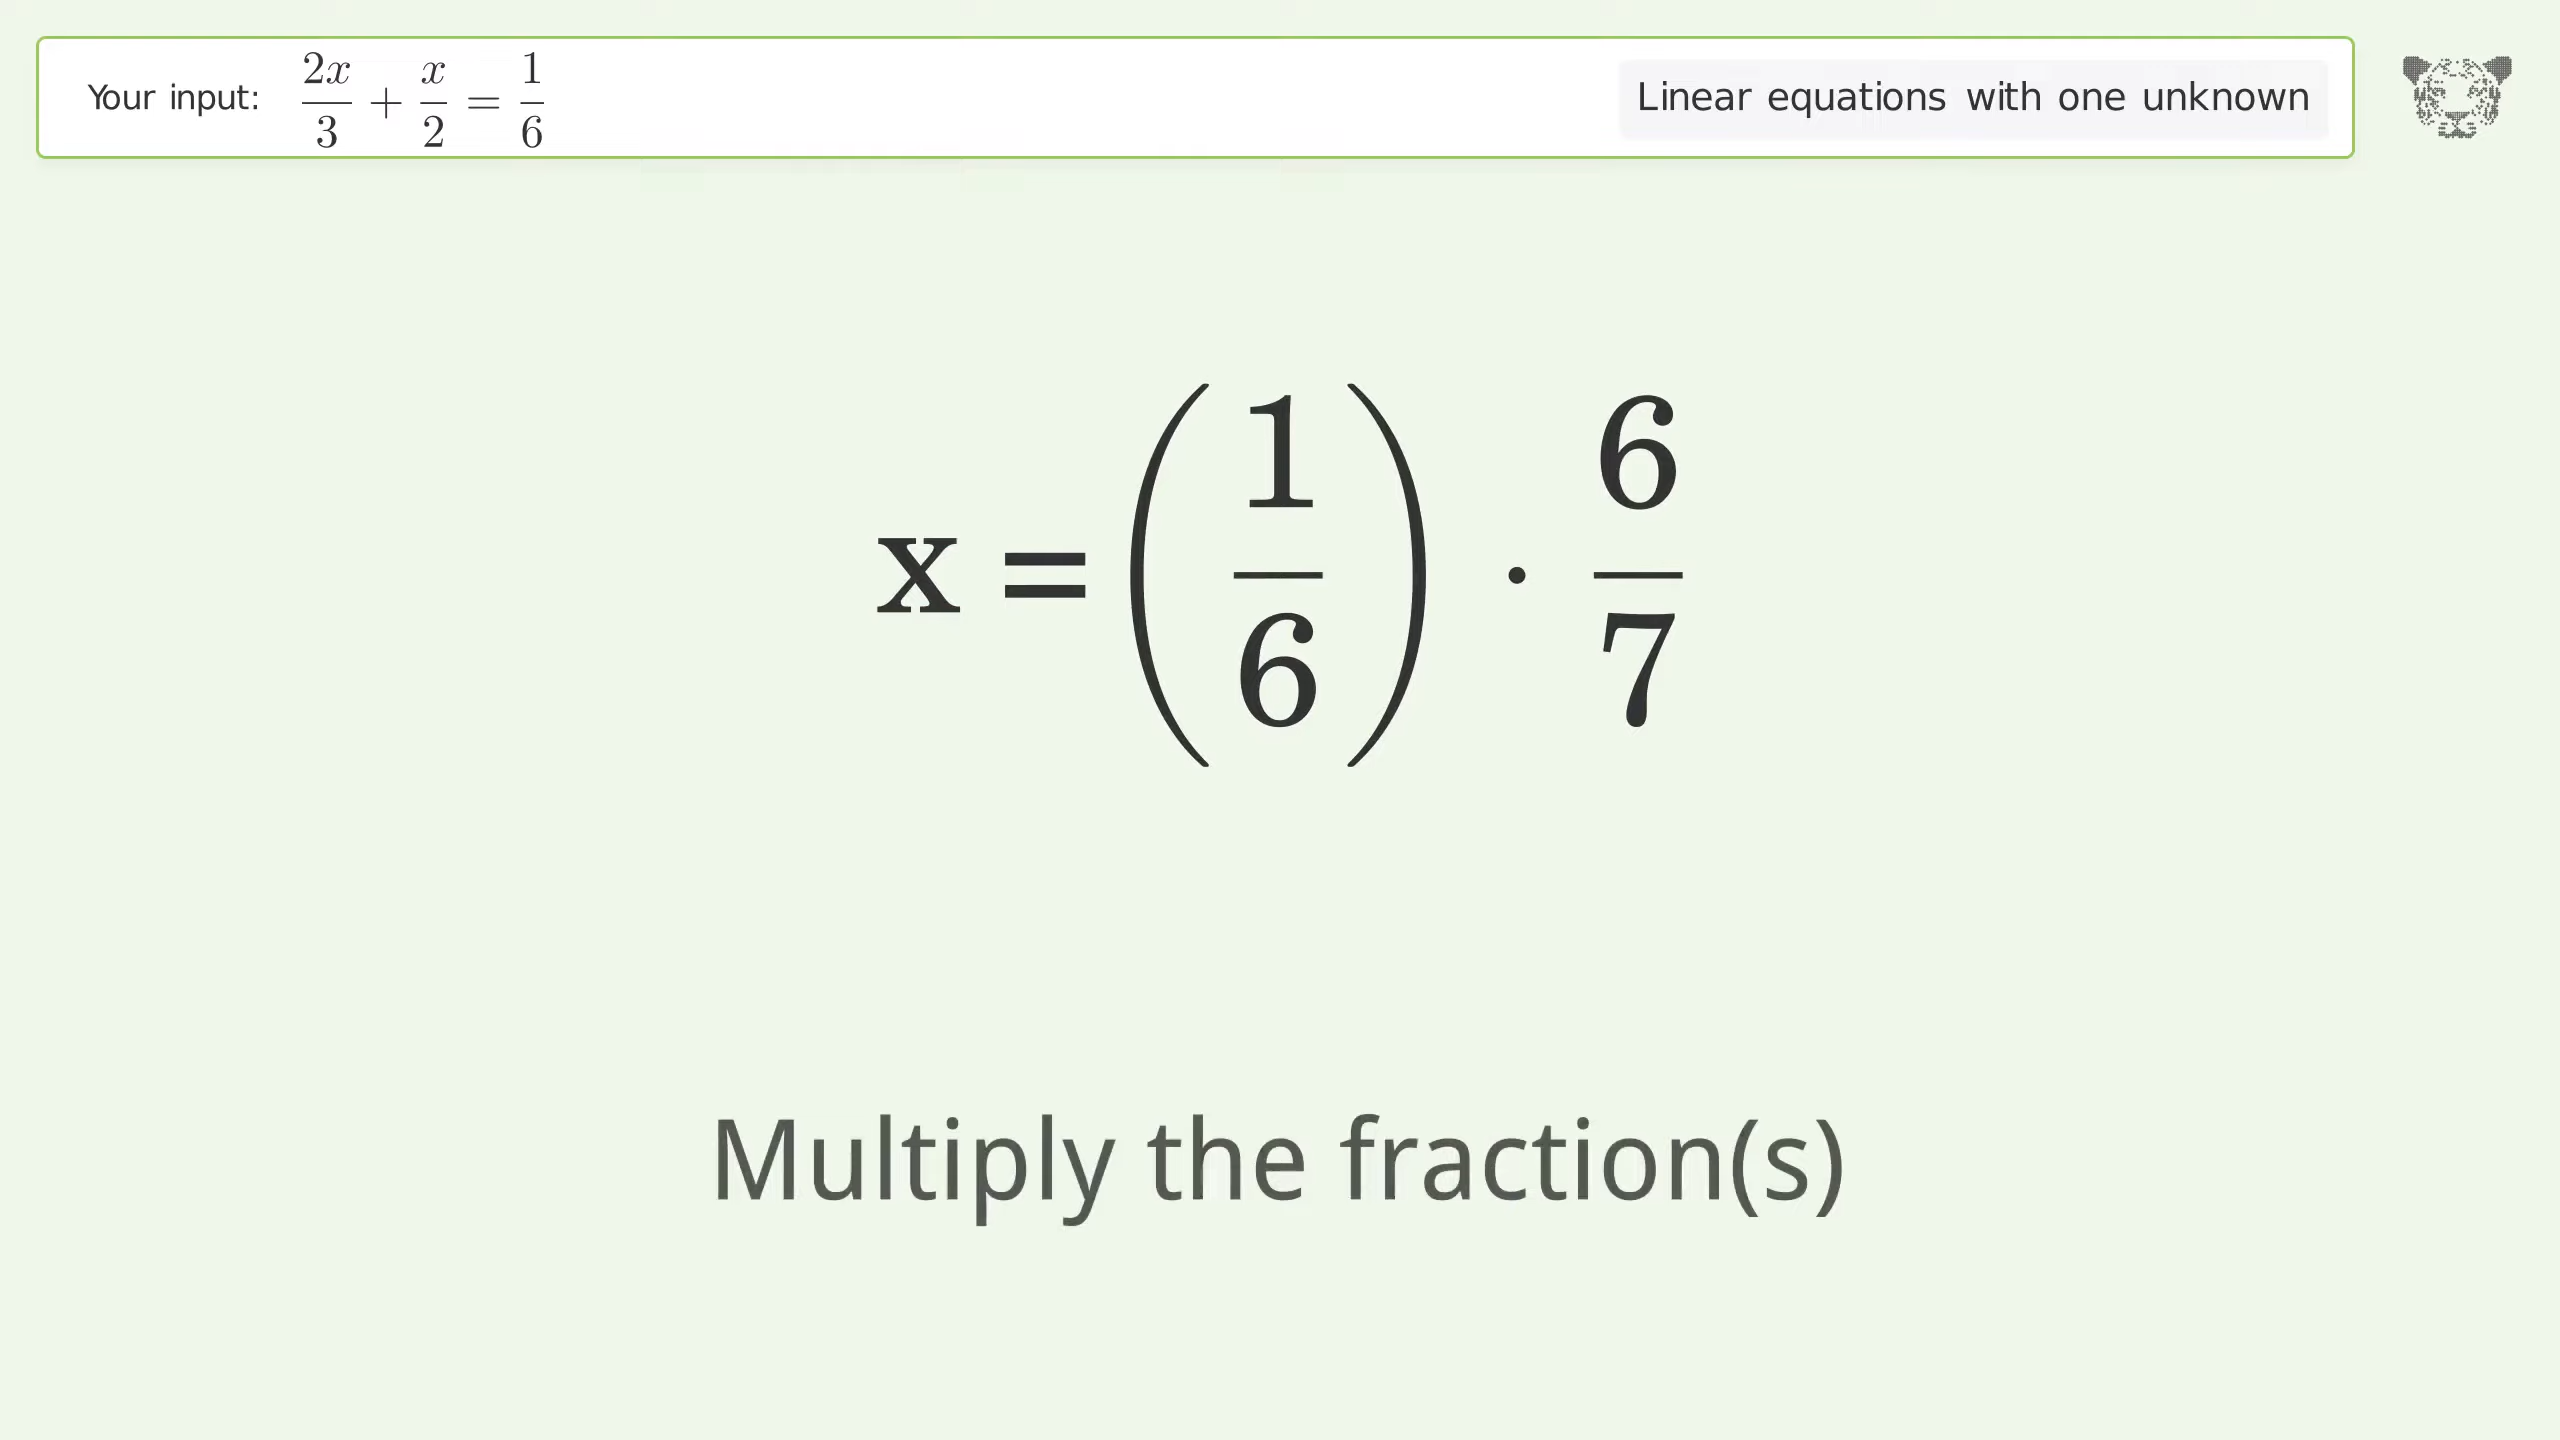 Your input: 2x/3 + x/2 = 1/6
Linear equations with one unknown
x = (1/6) · 6/7
Multiply the fraction(s)